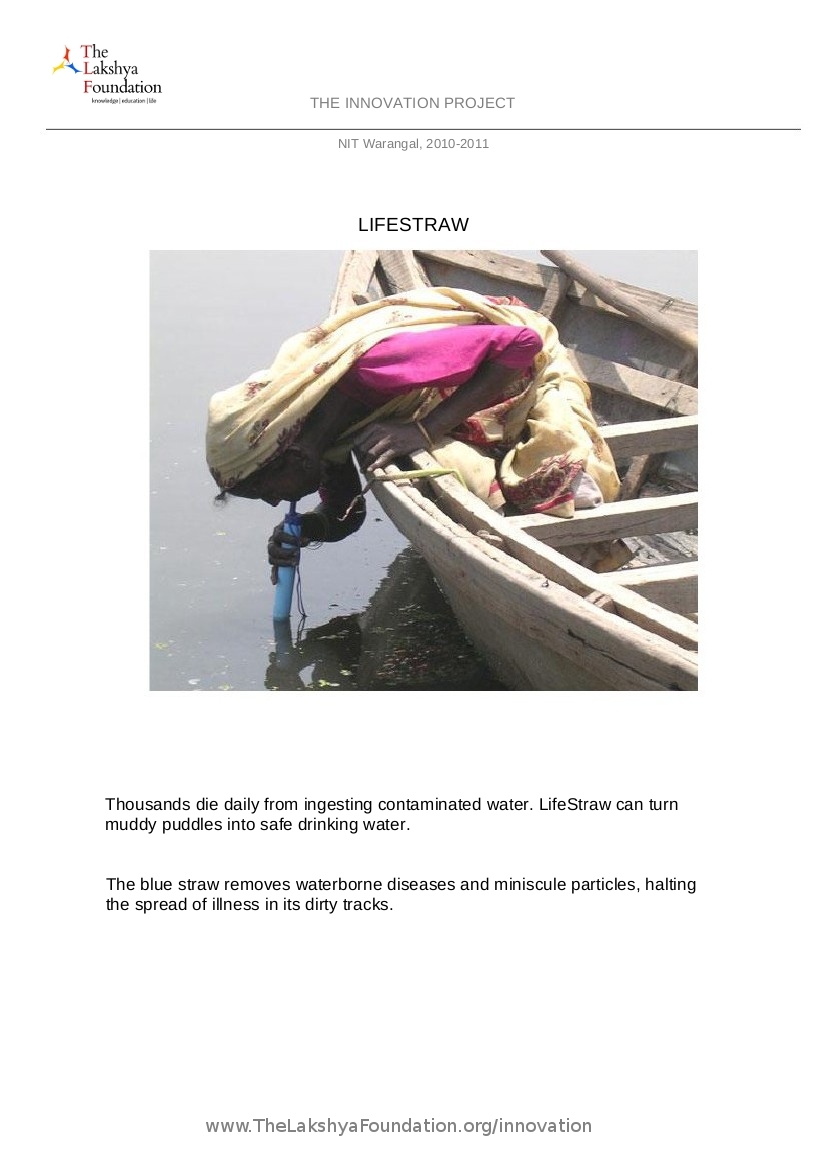 The
Lakshya
Foundation
knowledge | education | life
THE INNOVATION PROJECT
NIT Warangal, 2010-2011
LIFESTRAW
Thousands die daily from ingesting contaminated water. LifeStraw can turn
muddy puddles into safe drinking water.
The blue straw removes waterborne diseases and miniscule particles, halting
the spread of illness in its dirty tracks.
www.TheLakshyaFoundation.org/innovation